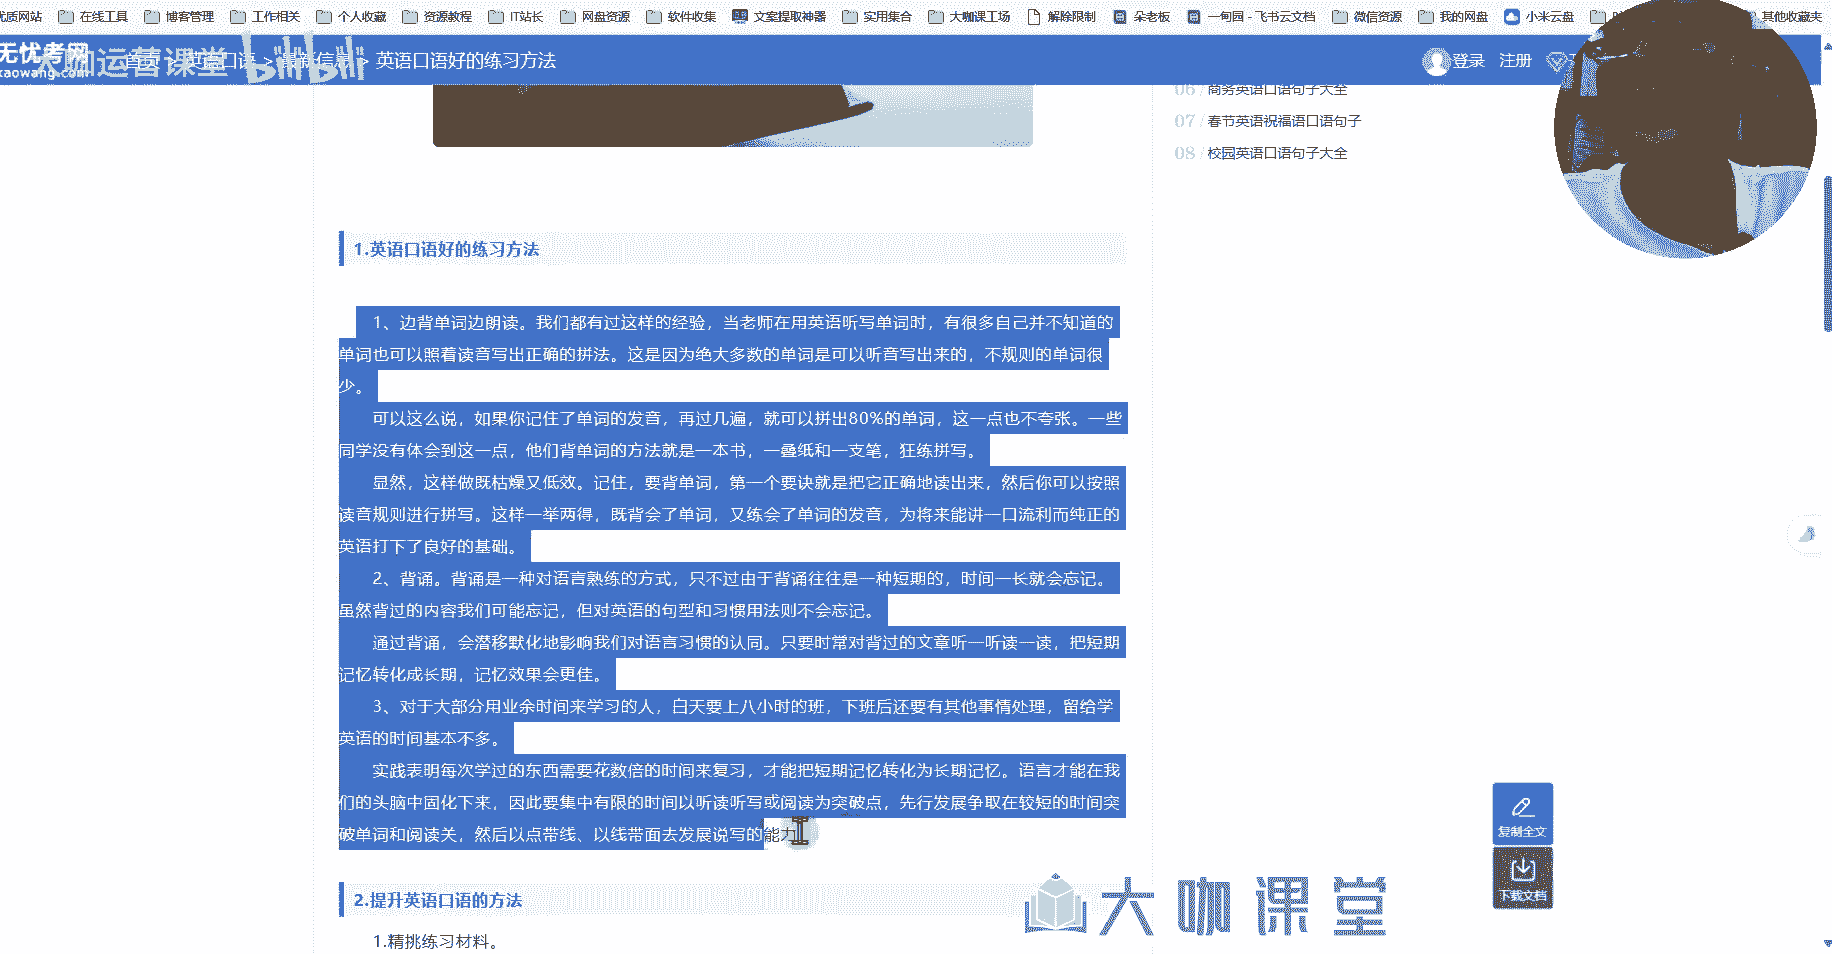 优质网站 在线工具 博客管理 工作相关 个人收藏 资源教程 IT站长 网盘资源 软件收集 文案提取神器 实用集合 大咖课工场 解除限制 朵老板 一甸园 - 飞书云文档 微信资源 我的网盘 小米云盘 其他收藏夹
无忧考网 大咖运营课堂 bilibili
kaowang.com
首页 > 英语口语 > 最新信息 > 英语口语好的练习方法
登录 注册
06 / 商务英语口语句子大全
07 / 春节英语祝福语口语句子
08 / 校园英语口语句子大全
1.英语口语好的练习方法
1、边背单词边朗读。我们都有过这样的经验，当老师在用英语听写单词时，有很多自己并不知道的
单词也可以照着读音写出正确的拼法。这是因为绝大多数的单词是可以听音写出来的，不规则的单词很
少。
可以这么说，如果你记住了单词的发音，再过几遍，就可以拼出80%的单词，这一点也不夸张。一些
同学没有体会到这一点，他们背单词的方法就是一本书，一叠纸和一支笔，狂练拼写。
显然，这样做既枯燥又低效。记住，要背单词，第一个要诀就是把它正确地读出来，然后你可以按照
读音规则进行拼写。这样一举两得，既背会了单词，又练会了单词的发音，为将来能讲一口流利而纯正的
英语打下了良好的基础。
2、背诵。背诵是一种对语言熟练的方式，只不过由于背诵往往是一种短期的，时间一长就会忘记。
虽然背过的内容我们可能忘记，但对英语的句型和习惯用法则不会忘记。
通过背诵，会潜移默化地影响我们对语言习惯的认同。只要时常对背过的文章听一听读一读，把短期
记忆转化成长期，记忆效果会更佳。
3、对于大部分用业余时间来学习的人，白天要上八小时的班，下班后还要有其他事情处理，留给学
英语的时间基本不多。
实践表明每次学过的东西需要花数倍的时间来复习，才能把短期记忆转化为长期记忆。语言才能在我
们的头脑中固化下来，因此要集中有限的时间以听读听写或阅读为突破点，先行发展争取在较短的时间突
破单词和阅读关，然后以点带线、以线带面去发展说写的能力
复制全文
下载文档
2.提升英语口语的方法
大咖课堂
1.精挑练习材料。